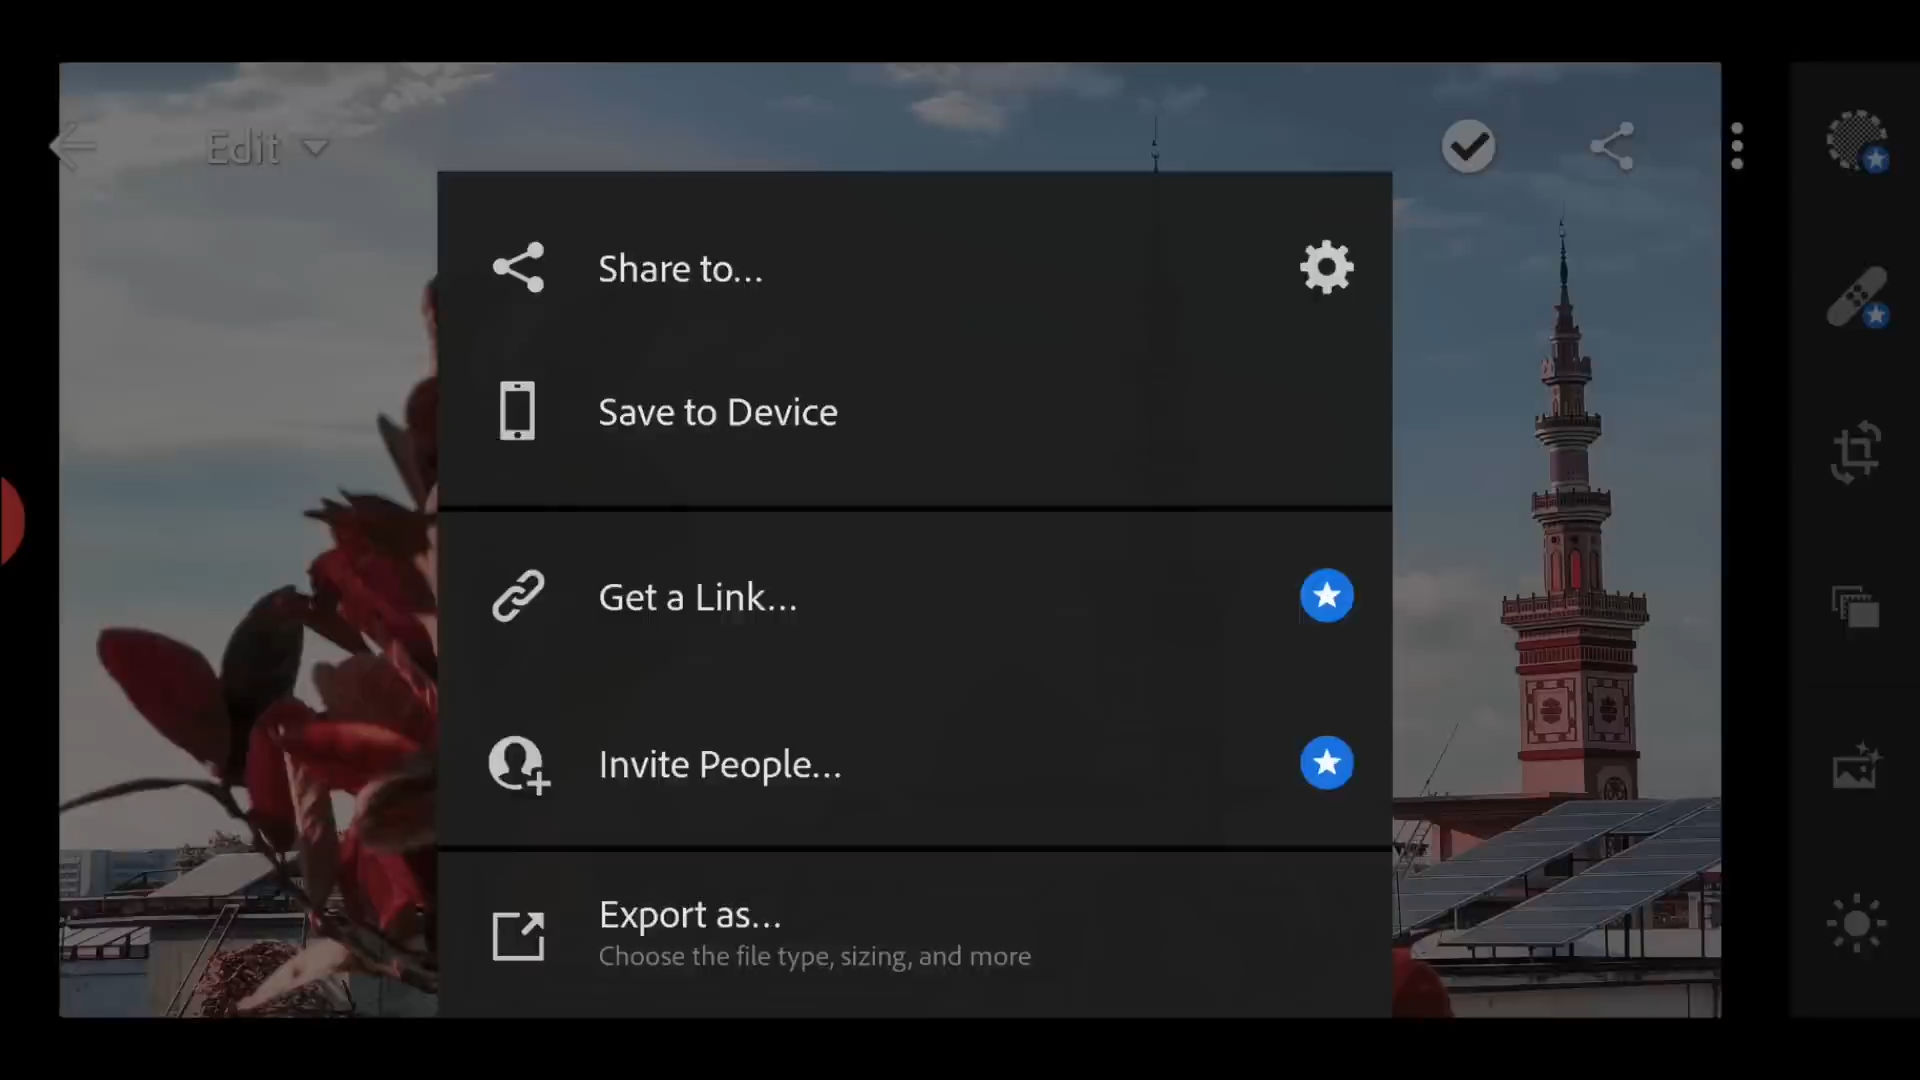 Edit
Share to...
Save to Device
Get a Link...
Invite People...
Export as...
Choose the file type, sizing, and more